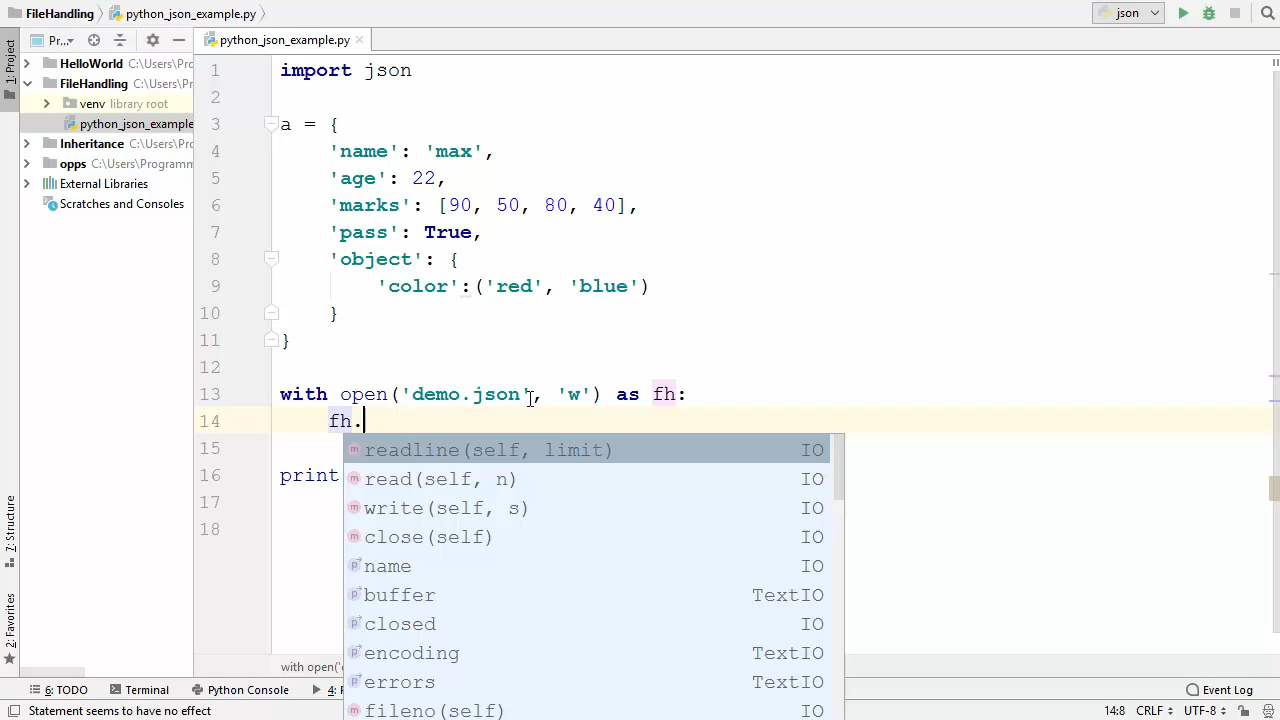 FileHandling python_json_example.py json
1: Project Pr... python_json_example.py
HelloWorld C:\Users\Pro
FileHandling C:\Users\Pr
venv library root
python_json_example
Inheritance C:\Users\Pr
opps C:\Users\Programm
External Libraries
Scratches and Consoles
1 import json
2
3 a = {
4 'name': 'max',
5 'age': 22,
6 'marks': [90, 50, 80, 40],
7 'pass': True,
8 'object': {
9 'color':('red', 'blue')
10 }
11 }
12
13 with open('demo.json', 'w') as fh:
14 fh.
15
16 print
17
18
readline(self, limit) IO
read(self, n) IO
write(self, s) IO
close(self) IO
name IO
buffer TextIO
closed IO
encoding TextIO
errors TextIO
fileno(self) IO
7: Structure
2: Favorites
with open('
6: TODO Terminal Python Console 4: Event Log
Statement seems to have no effect 14:8 CRLF UTF-8